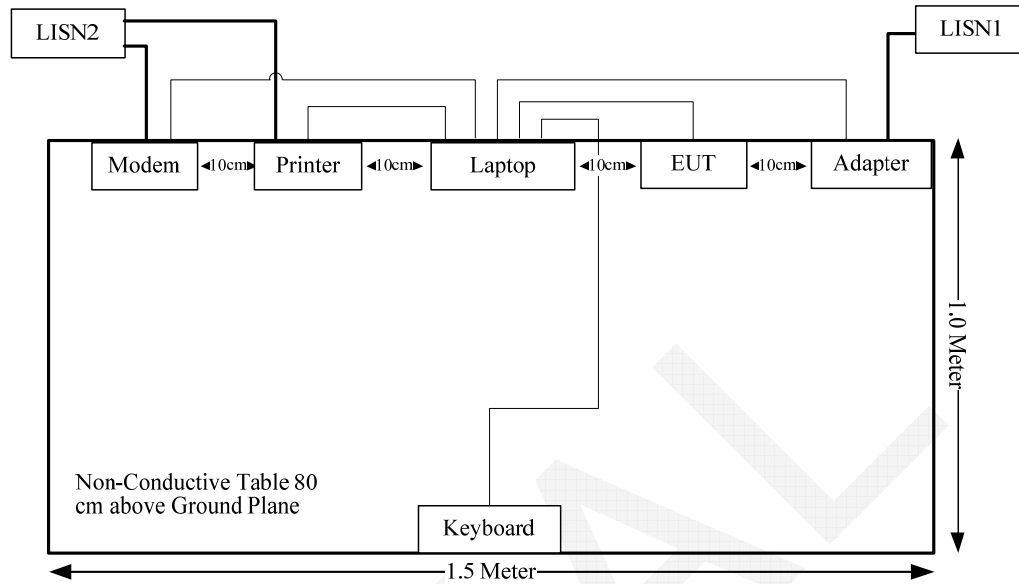 LISN2
LISN1
Modem
10cm
Printer
10cm
Laptop
10cm
EUT
10cm
Adapter
1.0 Meter
Non-Conductive Table 80
cm above Ground Plane
Keyboard
1.5 Meter